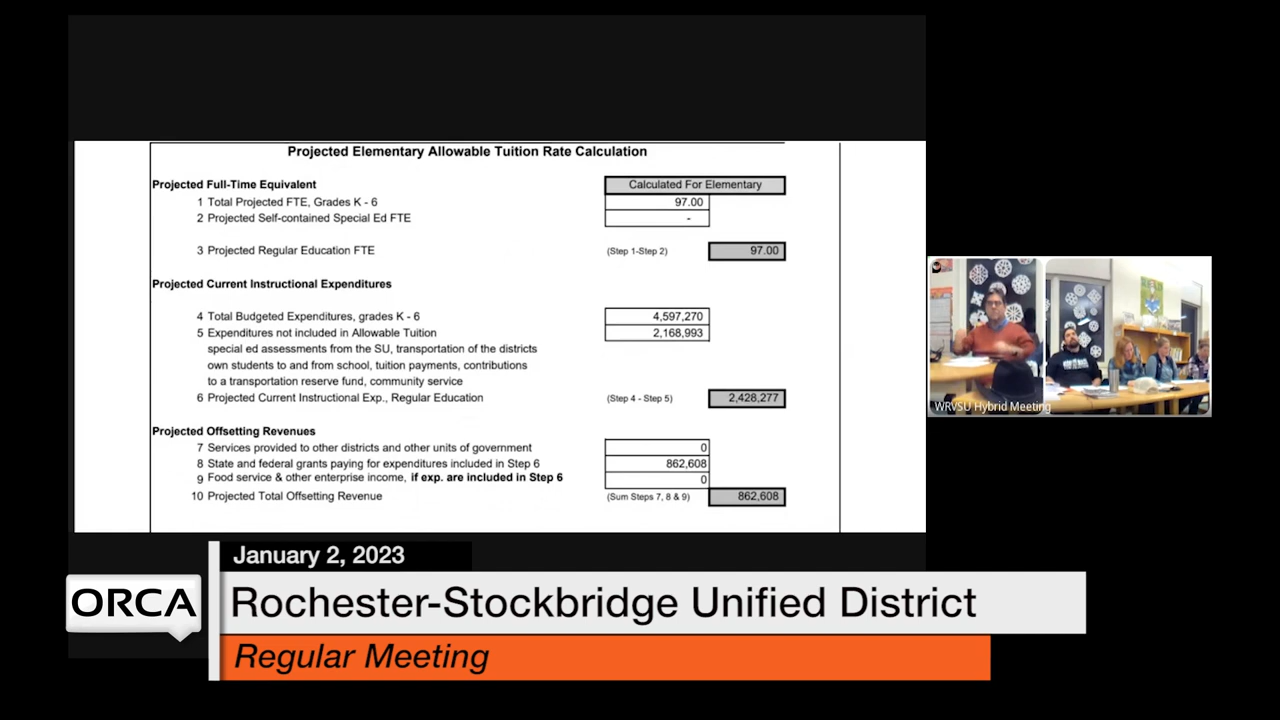 Projected Elementary Allowable Tuition Rate Calculation
Projected Full-Time Equivalent
Calculated For Elementary
1 Total Projected FTE, Grades K - 6 97.00
2 Projected Self-contained Special Ed FTE -
3 Projected Regular Education FTE (Step 1-Step 2) 97.00
Projected Current Instructional Expenditures
4 Total Budgeted Expenditures, grades K - 6 4,597,270
5 Expenditures not included in Allowable Tuition 2,168,993
special ed assessments from the SU, transportation of the districts
own students to and from school, tuition payments, contributions
to a transportation reserve fund, community service
6 Projected Current Instructional Exp., Regular Education (Step 4 - Step 5) 2,428,277
Projected Offsetting Revenues
7 Services provided to other districts and other units of government 0
8 State and federal grants paying for expenditures included in Step 6 862,608
9 Food service & other enterprise income, if exp. are included in Step 6 0
10 Projected Total Offsetting Revenue (Sum Steps 7, 8 & 9) 862,608
WRVSU Hybrid Meeting
January 2, 2023
ORCA
Rochester-Stockbridge Unified District
Regular Meeting